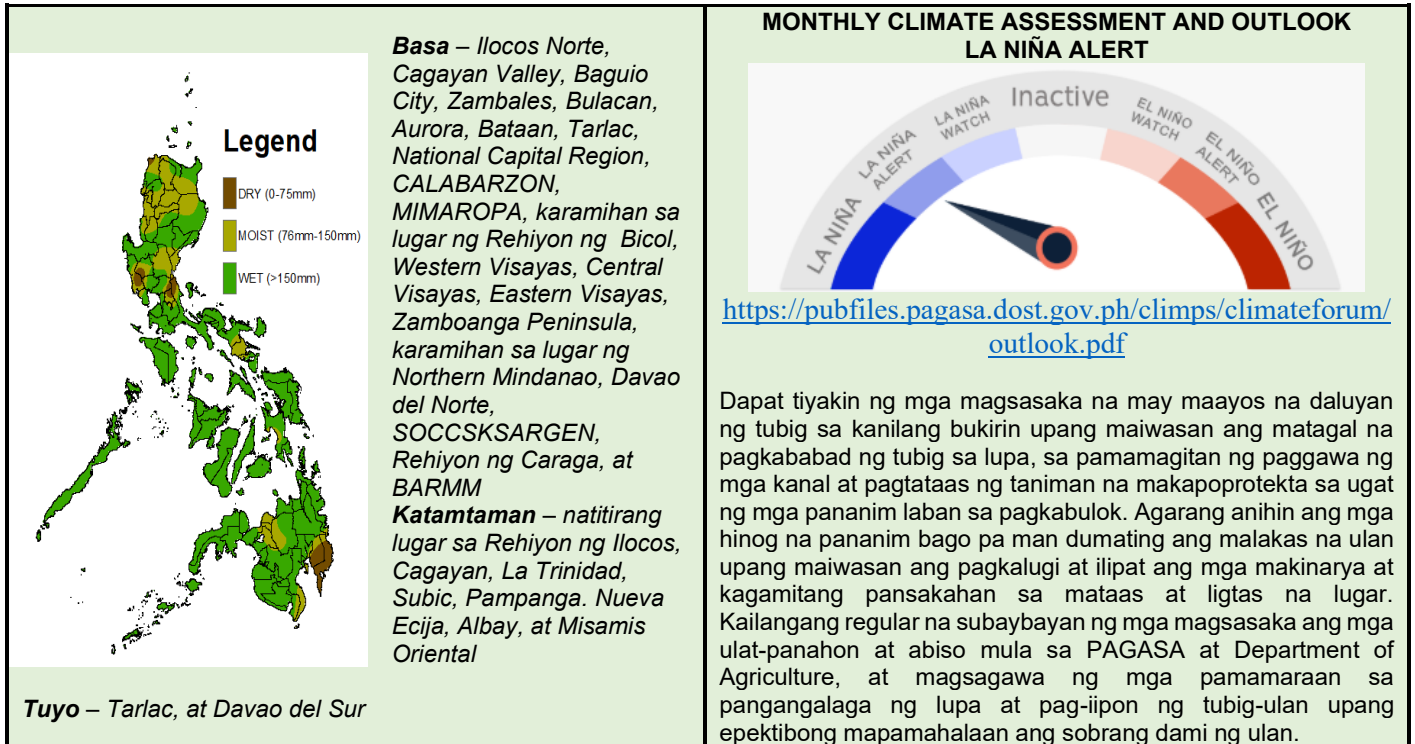 Legend
DRY (0-75mm)
MOIST (76mm-150mm)
WET (>150mm)
Basa – Ilocos Norte,
Cagayan Valley, Baguio
City, Zambales, Bulacan,
Aurora, Bataan, Tarlac,
National Capital Region,
CALABARZON,
MIMAROPA, karamihan sa
lugar ng Rehiyon ng Bicol,
Western Visayas, Central
Visayas, Eastern Visayas,
Zamboanga Peninsula,
karamihan sa lugar ng
Northern Mindanao, Davao
del Norte,
SOCCSKSARGEN,
Rehiyon ng Caraga, at
BARMM
Katamtaman – natitirang
lugar sa Rehiyon ng Ilocos,
Cagayan, La Trinidad,
Subic, Pampanga. Nueva
Ecija, Albay, at Misamis
Oriental
Tuyo – Tarlac, at Davao del Sur
MONTHLY CLIMATE ASSESSMENT AND OUTLOOK
LA NIÑA ALERT
LA NIÑA
LA NIÑA
ALERT
LA NIÑA
WATCH
Inactive
EL NIÑO
WATCH
EL NIÑO
ALERT
EL NIÑO
https://pubfiles.pagasa.dost.gov.ph/climps/climateforum/
outlook.pdf
Dapat tiyakin ng mga magsasaka na may maayos na daluyan
ng tubig sa kanilang bukirin upang maiwasan ang matagal na
pagkababad ng tubig sa lupa, sa pamamagitan ng paggawa ng
mga kanal at pagtataas ng taniman na makapoprotekta sa ugat
ng mga pananim laban sa pagkabulok. Agarang anihin ang mga
hinog na pananim bago pa man dumating ang malakas na ulan
upang maiwasan ang pagkalugi at ilipat ang mga makinarya at
kagamitang pansakahan sa mataas at ligtas na lugar.
Kailangang regular na subaybayan ng mga magsasaka ang mga
ulat-panahon at abiso mula sa PAGASA at Department of
Agriculture, at magsagawa ng mga pamamaraan sa
pangangalaga ng lupa at pag-iipon ng tubig-ulan upang
epektibong mapamahalaan ang sobrang dami ng ulan.